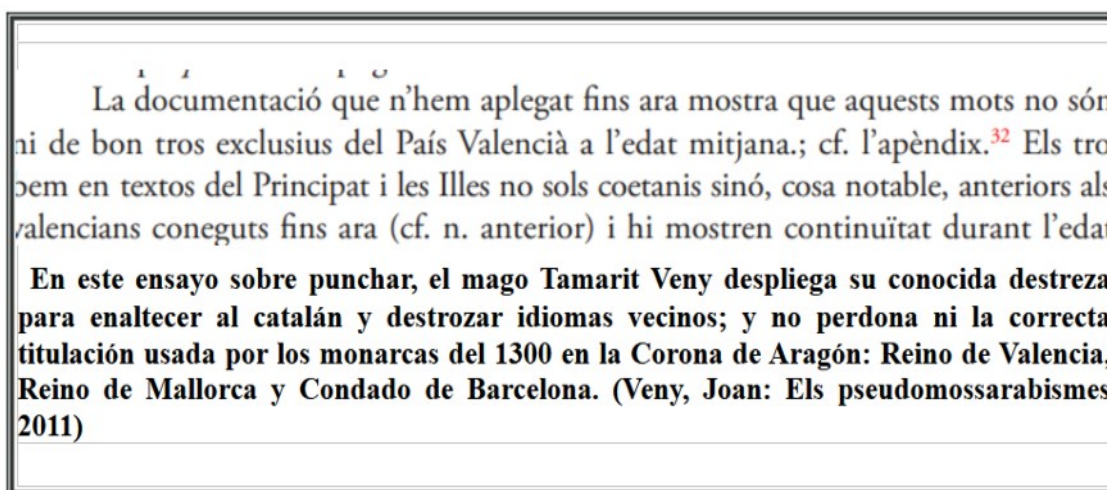 La documentació que n'hem aplegat fins ara mostra que aquests mots no són
ni de bon tros exclusius del País Valencià a l'edat mitjana.; cf. l'apèndix.32 Els tro
bem en textos del Principat i les Illes no sols coetanis sinó, cosa notable, anteriors als
valencians coneguts fins ara (cf. n. anterior) i hi mostren continuïtat durant l'edat
En este ensayo sobre punchar, el mago Tamarit Veny despliega su conocida destreza
para enaltecer al catalán y destrozar idiomas vecinos; y no perdona ni la correcta
titulación usada por los monarcas del 1300 en la Corona de Aragón: Reino de Valencia,
Reino de Mallorca y Condado de Barcelona. (Veny, Joan: Els pseudomossarabismes
2011)